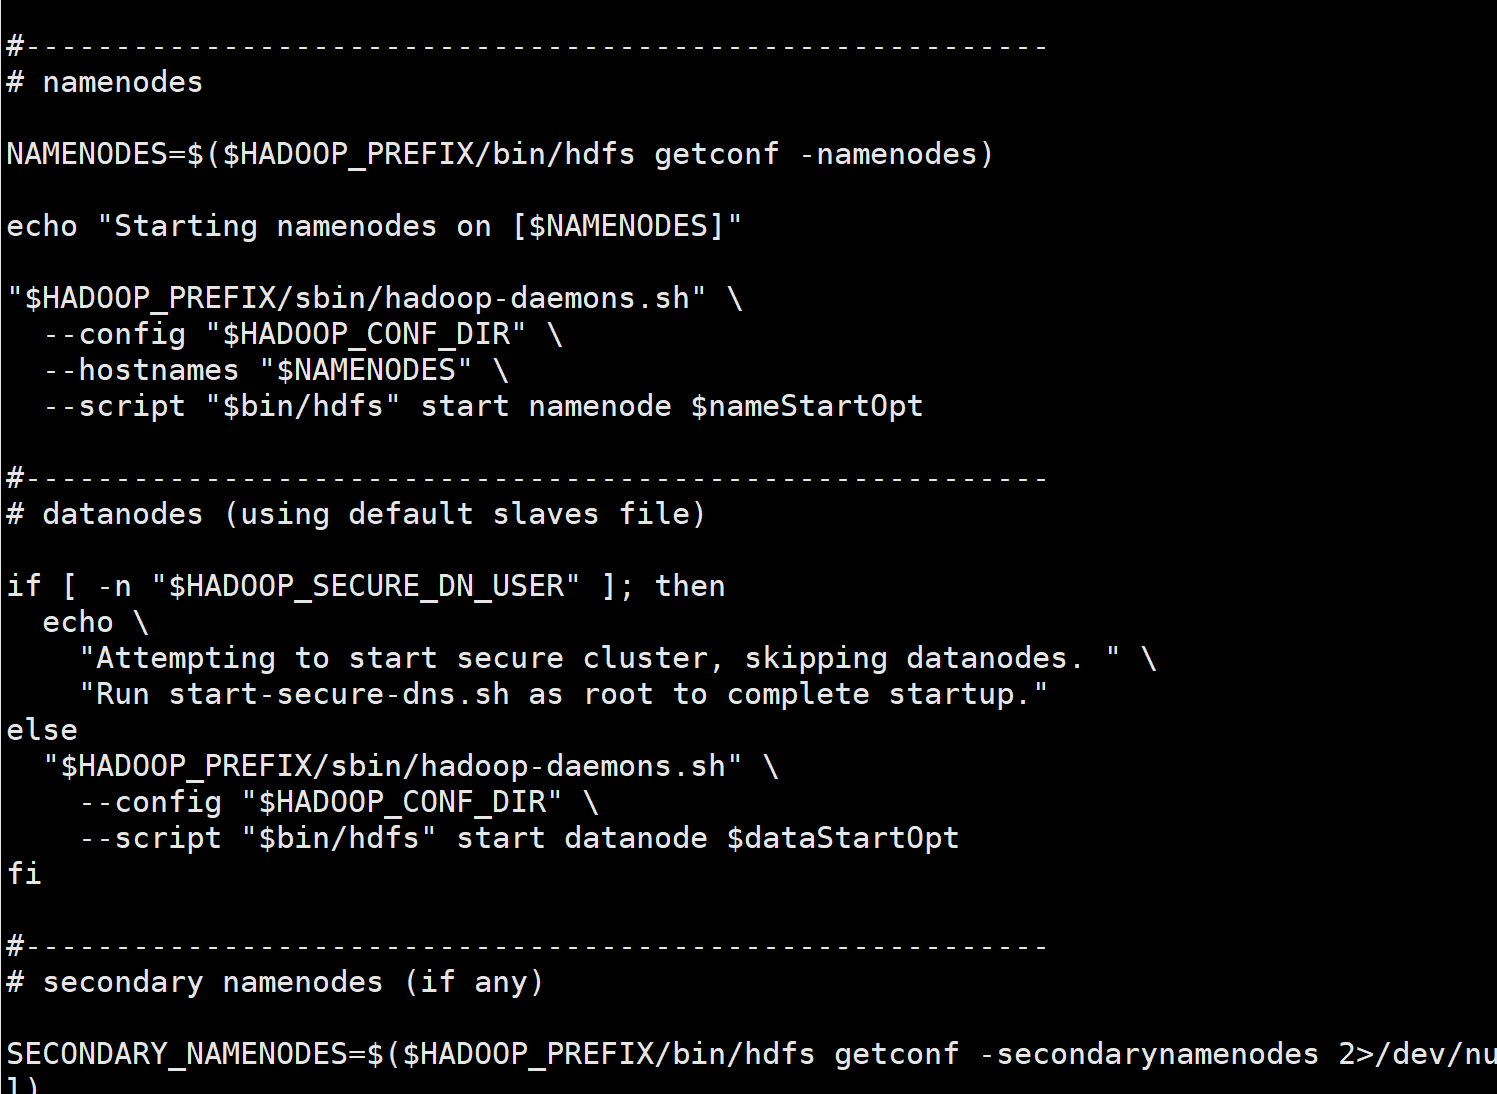 #---------------------------------------------------------
# namenodes
NAMENODES=$($HADOOP_PREFIX/bin/hdfs getconf -namenodes)
echo "Starting namenodes on [$NAMENODES]"
"$HADOOP_PREFIX/sbin/hadoop-daemons.sh" \
  --config "$HADOOP_CONF_DIR" \
  --hostnames "$NAMENODES" \
  --script "$bin/hdfs" start namenode $nameStartOpt
#---------------------------------------------------------
# datanodes (using default slaves file)
if [ -n "$HADOOP_SECURE_DN_USER" ]; then
  echo \
    "Attempting to start secure cluster, skipping datanodes. " \
    "Run start-secure-dns.sh as root to complete startup."
else
  "$HADOOP_PREFIX/sbin/hadoop-daemons.sh" \
    --config "$HADOOP_CONF_DIR" \
    --script "$bin/hdfs" start datanode $dataStartOpt
fi
#---------------------------------------------------------
# secondary namenodes (if any)
SECONDARY_NAMENODES=$($HADOOP_PREFIX/bin/hdfs getconf -secondarynamenodes 2>/dev/nu
l)